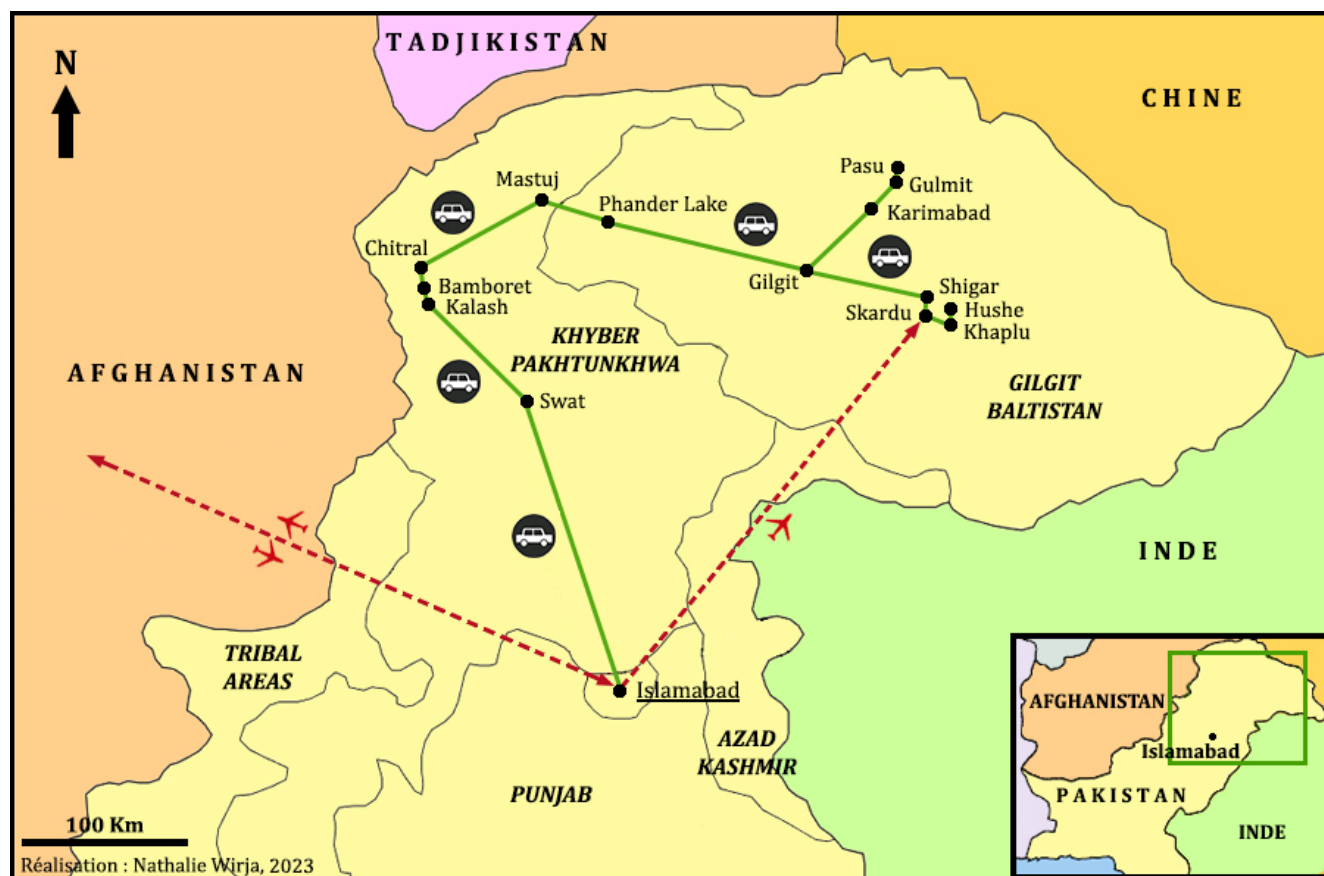 TADJIKISTAN
N
CHINE
Pasu
Gulmit
Mastuj
Karimabad
Phander Lake
Chitral
Gilgit
Bamboret
Shigar
Kalash
Skardu
Hushe
Khaplu
KHYBER
PAKHTUNKHWA
AFGHANISTAN
GILGIT
BALTISTAN
Swat
INDE
TRIBAL
AREAS
Islamabad
AZAD
KASHMIR
PUNJAB
100 Km
Réalisation : Nathalie Wirja, 2023
AFGHANISTAN
Islamabad
PAKISTAN
INDE